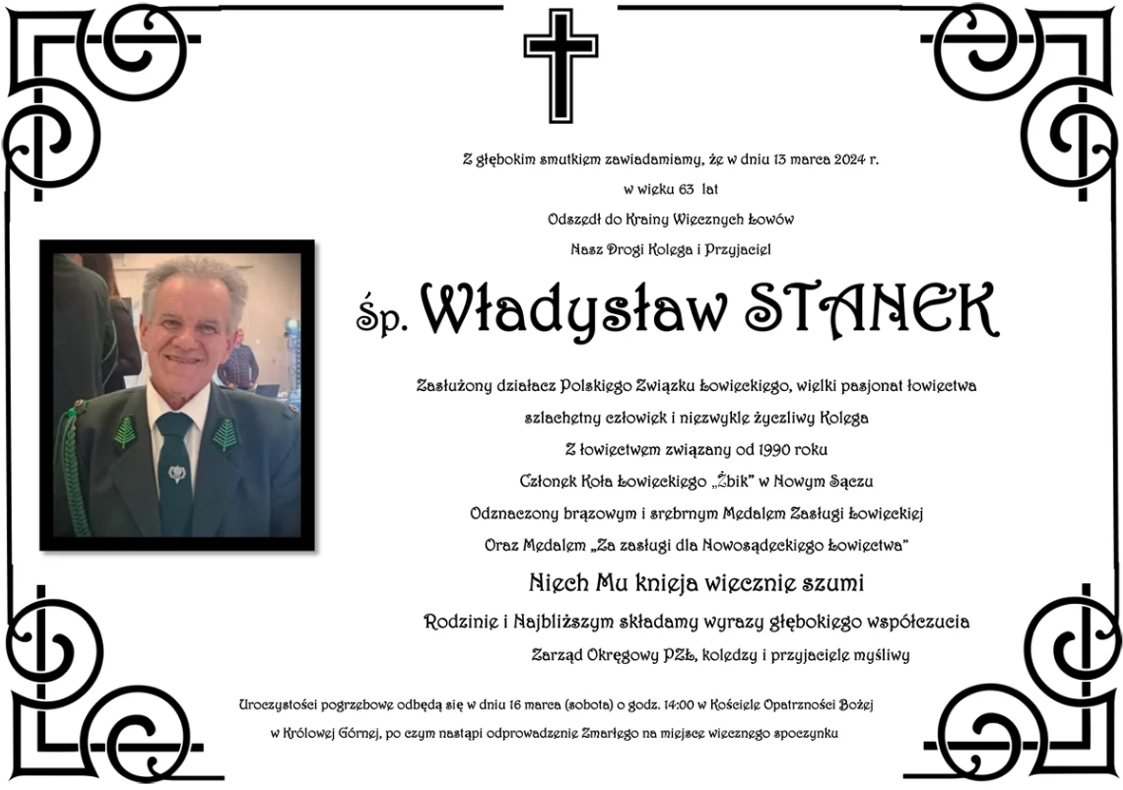 Z głębokim smutkiem zawiadamiamy, że w dniu 13 marca 2024 r.
w wieku 63 lat
Odszedł do Krainy Wiecznych Łowów
Nasz Drogi Kolega i Przyjaciel
Śp. Władysław STANEK
Zasłużony działacz Polskiego Związku Łowieckiego, wielki pasjonat łowiectwa
szlachetny człowiek i niezwykle życzliwy Kolega
Z łowiectwem związany od 1990 roku
Członek Koła Łowieckiego „Żbik” w Nowym Sączu
Odznaczony brązowym i srebrnym Medalem Zasługi Łowieckiej
Oraz Medalem „Za zasługi dla Nowosądeckiego Łowiectwa”
Niech Mu knieja wiecznie szumi
Rodzinie i Najbliższym składamy wyrazy głębokiego współczucia
Zarząd Okręgowy PZŁ, koledzy i przyjaciele myśliwy
Uroczystości pogrzebowe odbędą się w dniu 16 marca (sobota) o godz. 14:00 w Kościele Opatrzności Bożej
w Królowej Górnej, po czym nastąpi odprowadzenie Zmarłego na miejsce wiecznego spoczynku